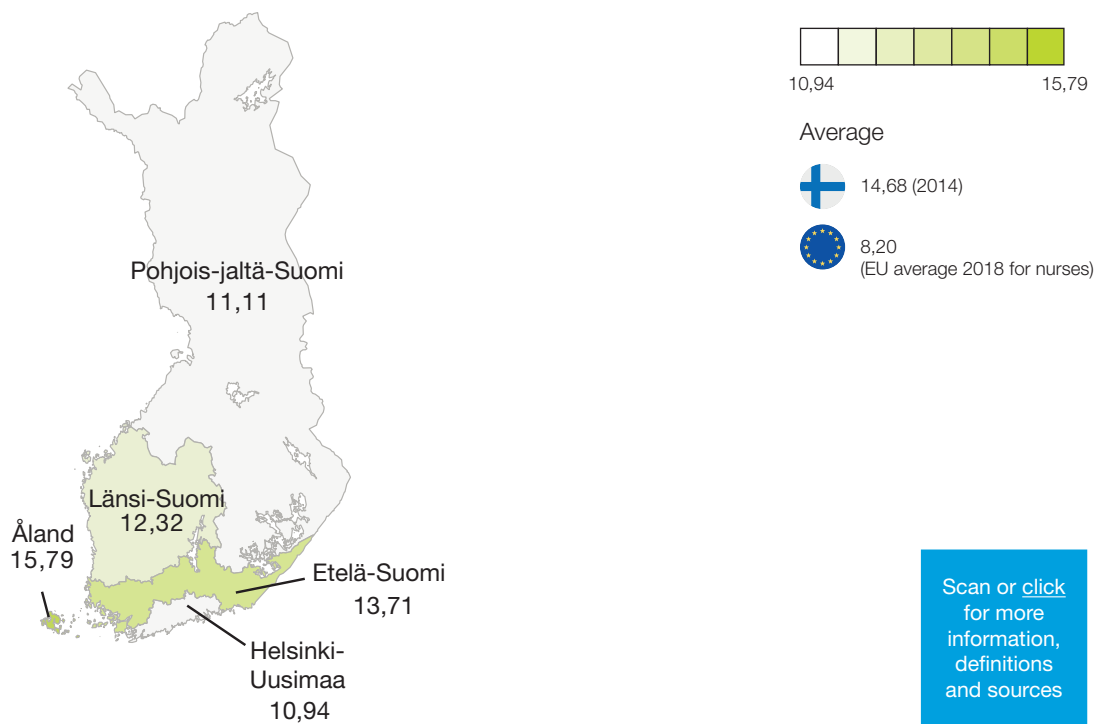 10,94
15,79
Average
14,68 (2014)
8,20
(EU average 2018 for nurses)
Pohjois-jaltä-Suomi
11,11
Länsi-Suomi
12,32
Åland
15,79
Etelä-Suomi
13,71
Helsinki-
Uusimaa
10,94
Scan or click
for more
information,
definitions
and sources